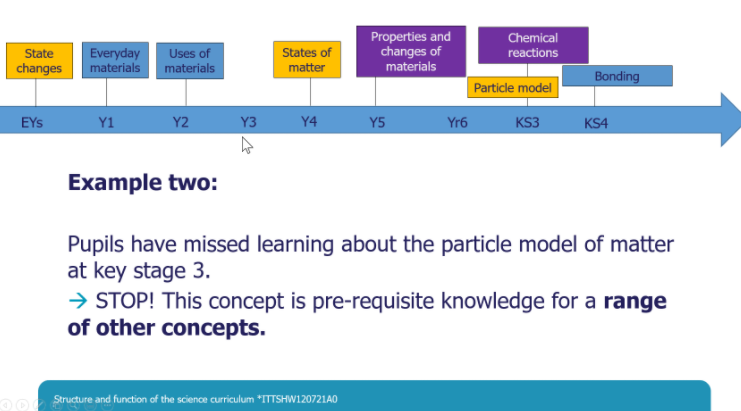 State
changes
Everyday
materials
Uses of
materials
States of
matter
Properties and
changes of
materials
Chemical
reactions
Particle model
Bonding
EYs
Y1
Y2
Y3
Y4
Y5
Yr6
KS3
KS4
Example two:
Pupils have missed learning about the particle model of matter
at key stage 3.
→ STOP! This concept is pre-requisite knowledge for a range
of other concepts.
Structure and function of the science curriculum *ITTSHW120721A0